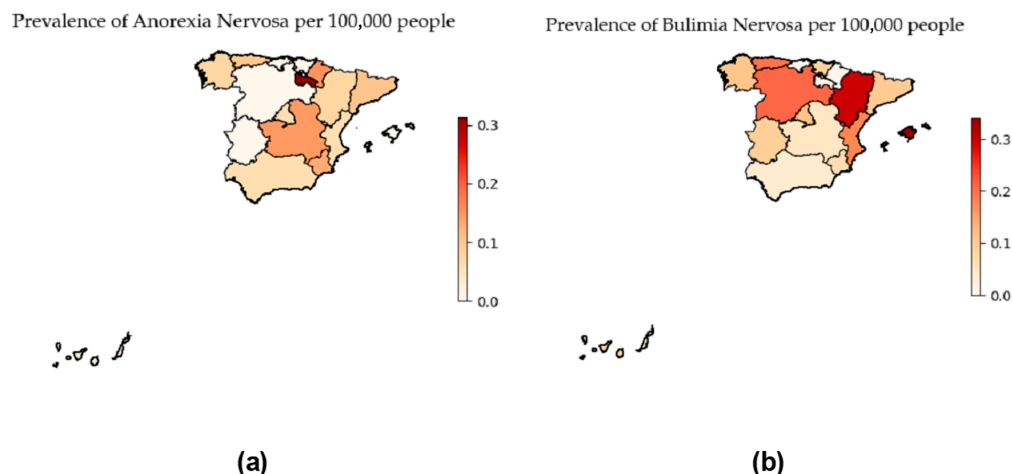 Prevalence of Anorexia Nervosa per 100,000 people
0.3
0.2
0.1
0.0
(a)
Prevalence of Bulimia Nervosa per 100,000 people
0.3
0.2
0.1
0.0
(b)